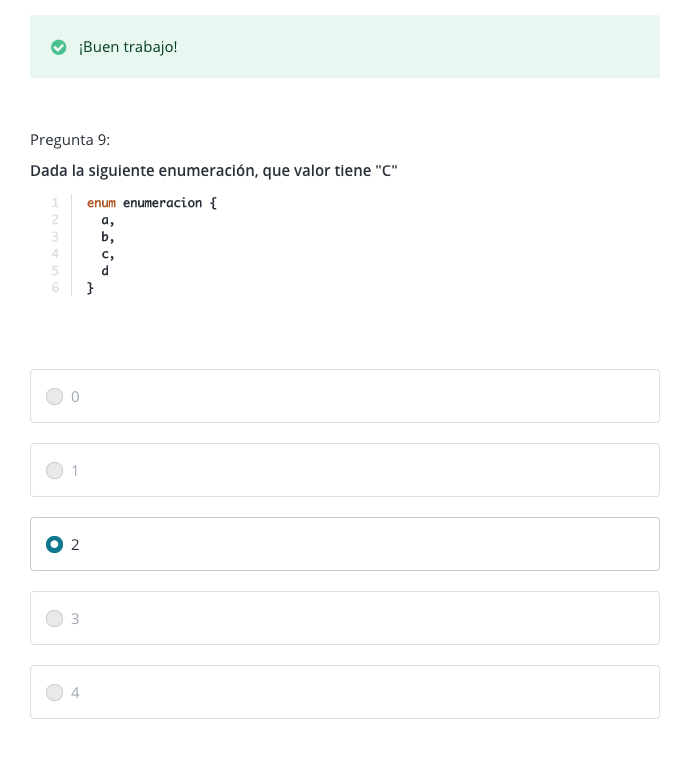 ¡Buen trabajo!
Pregunta 9:
Dada la siguiente enumeración, que valor tiene "C"
1 enum enumeracion {
2 a,
3 b,
4 c,
5 d
6 }
0
1
2
3
4